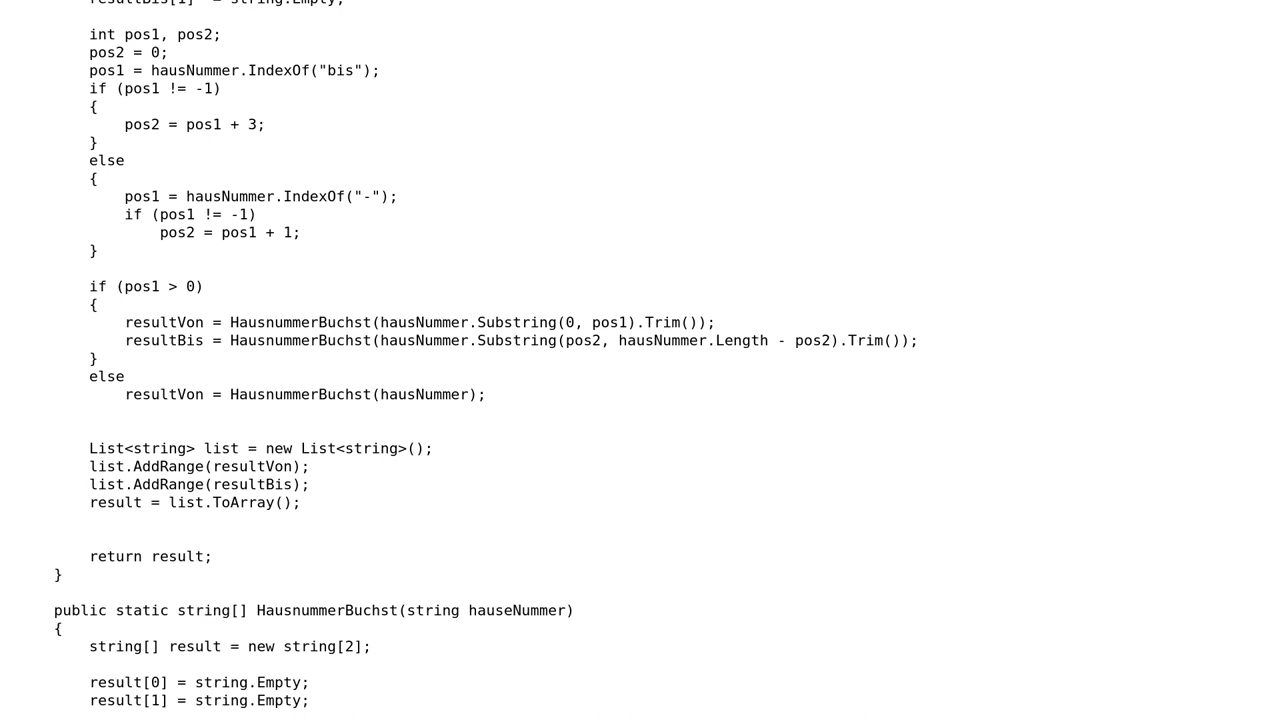 resultBis[1]  = string.Empty;
int pos1, pos2;
pos2 = 0;
pos1 = hausNummer.IndexOf("bis");
if (pos1 != -1)
{
pos2 = pos1 + 3;
}
else
{
pos1 = hausNummer.IndexOf("-");
if (pos1 != -1)
pos2 = pos1 + 1;
}
if (pos1 > 0)
{
resultVon = HausnummerBuchst(hausNummer.Substring(0, pos1).Trim());
resultBis = HausnummerBuchst(hausNummer.Substring(pos2, hausNummer.Length - pos2).Trim());
}
else
resultVon = HausnummerBuchst(hausNummer);
List<string> list = new List<string>();
list.AddRange(resultVon);
list.AddRange(resultBis);
result = list.ToArray();
return result;
}
public static string[] HausnummerBuchst(string hauseNummer)
{
string[] result = new string[2];
result[0] = string.Empty;
result[1] = string.Empty;